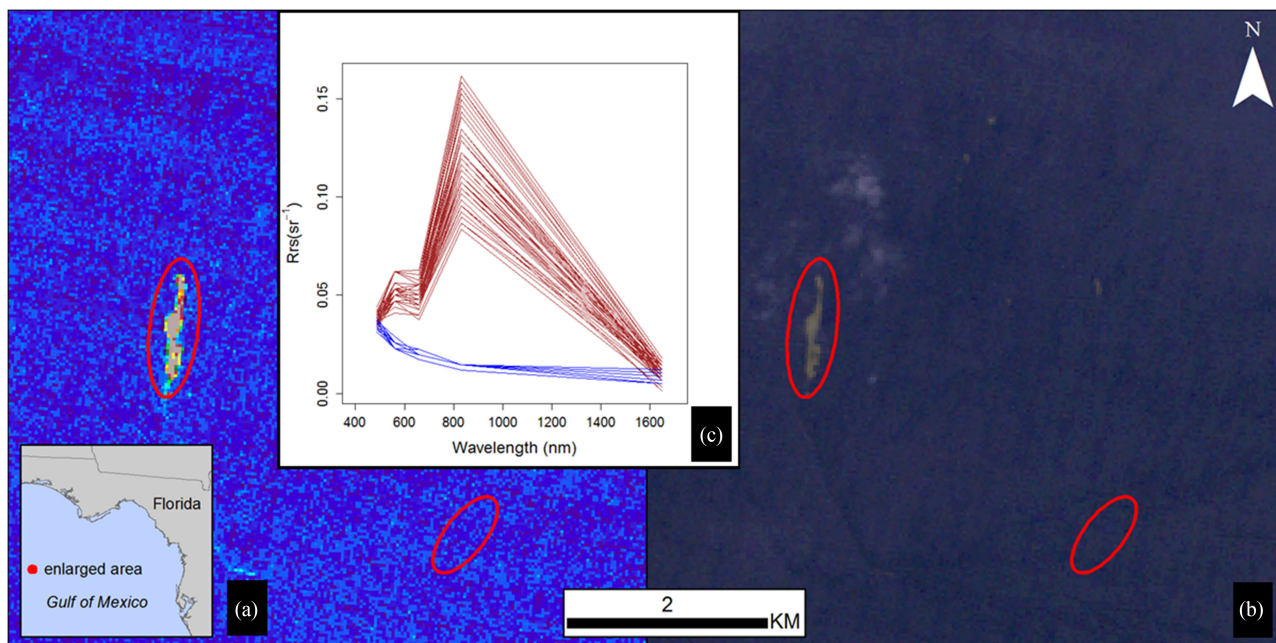 N
0.15
0.10
0.05
0.00
Rrs(sr⁻¹)
400 600 800 1000 1200 1400 1600
Wavelength (nm)
(c)
Florida
enlarged area
Gulf of Mexico
(a)
2
KM
(b)